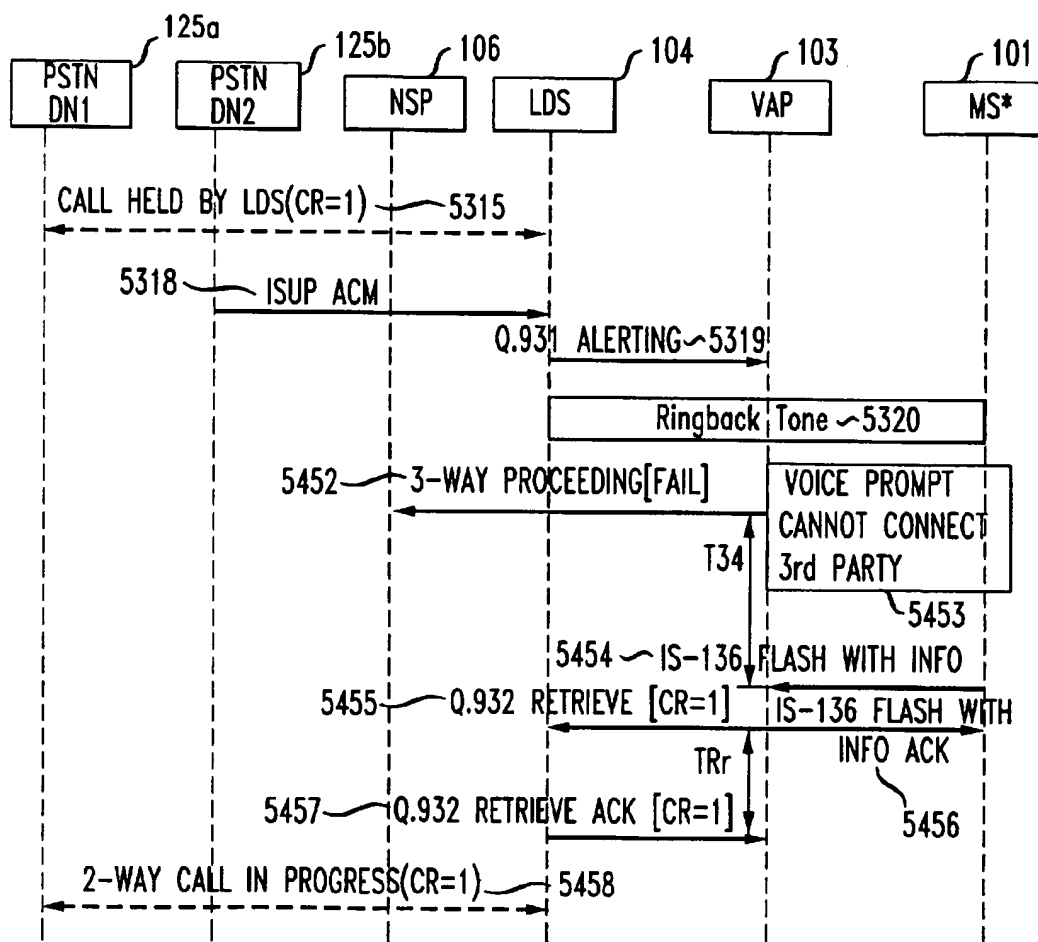 125a
125b
106
104
103
101
PSTN
DN1
PSTN
DN2
NSP
LDS
VAP
MS*
CALL HELD BY LDS(CR=1)
5315
5318
ISUP ACM
Q.931 ALERTING
5319
Ringback Tone
5320
5452
3-WAY PROCEEDING[FAIL]
VOICE PROMPT
CANNOT CONNECT
3rd PARTY
T34
5453
5454
IS-136 FLASH WITH INFO
5455
Q.932 RETRIEVE [CR=1]
IS-136 FLASH WITH
INFO ACK
TRr
5456
5457
Q.932 RETRIEVE ACK [CR=1]
2-WAY CALL IN PROGRESS(CR=1)
5458